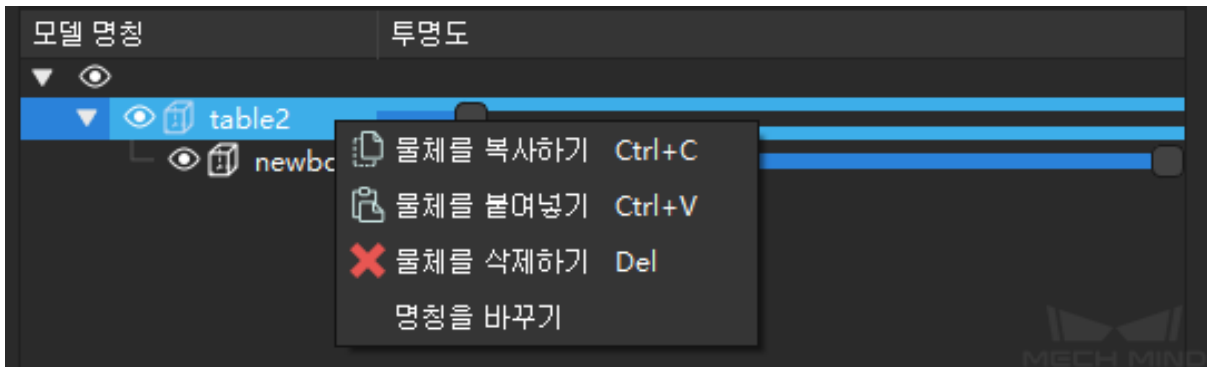 모델 명칭 투명도
table2
newbo
물체를 복사하기 Ctrl+C
물체를 붙여넣기 Ctrl+V
물체를 삭제하기 Del
명칭을 바꾸기
MECH MIND